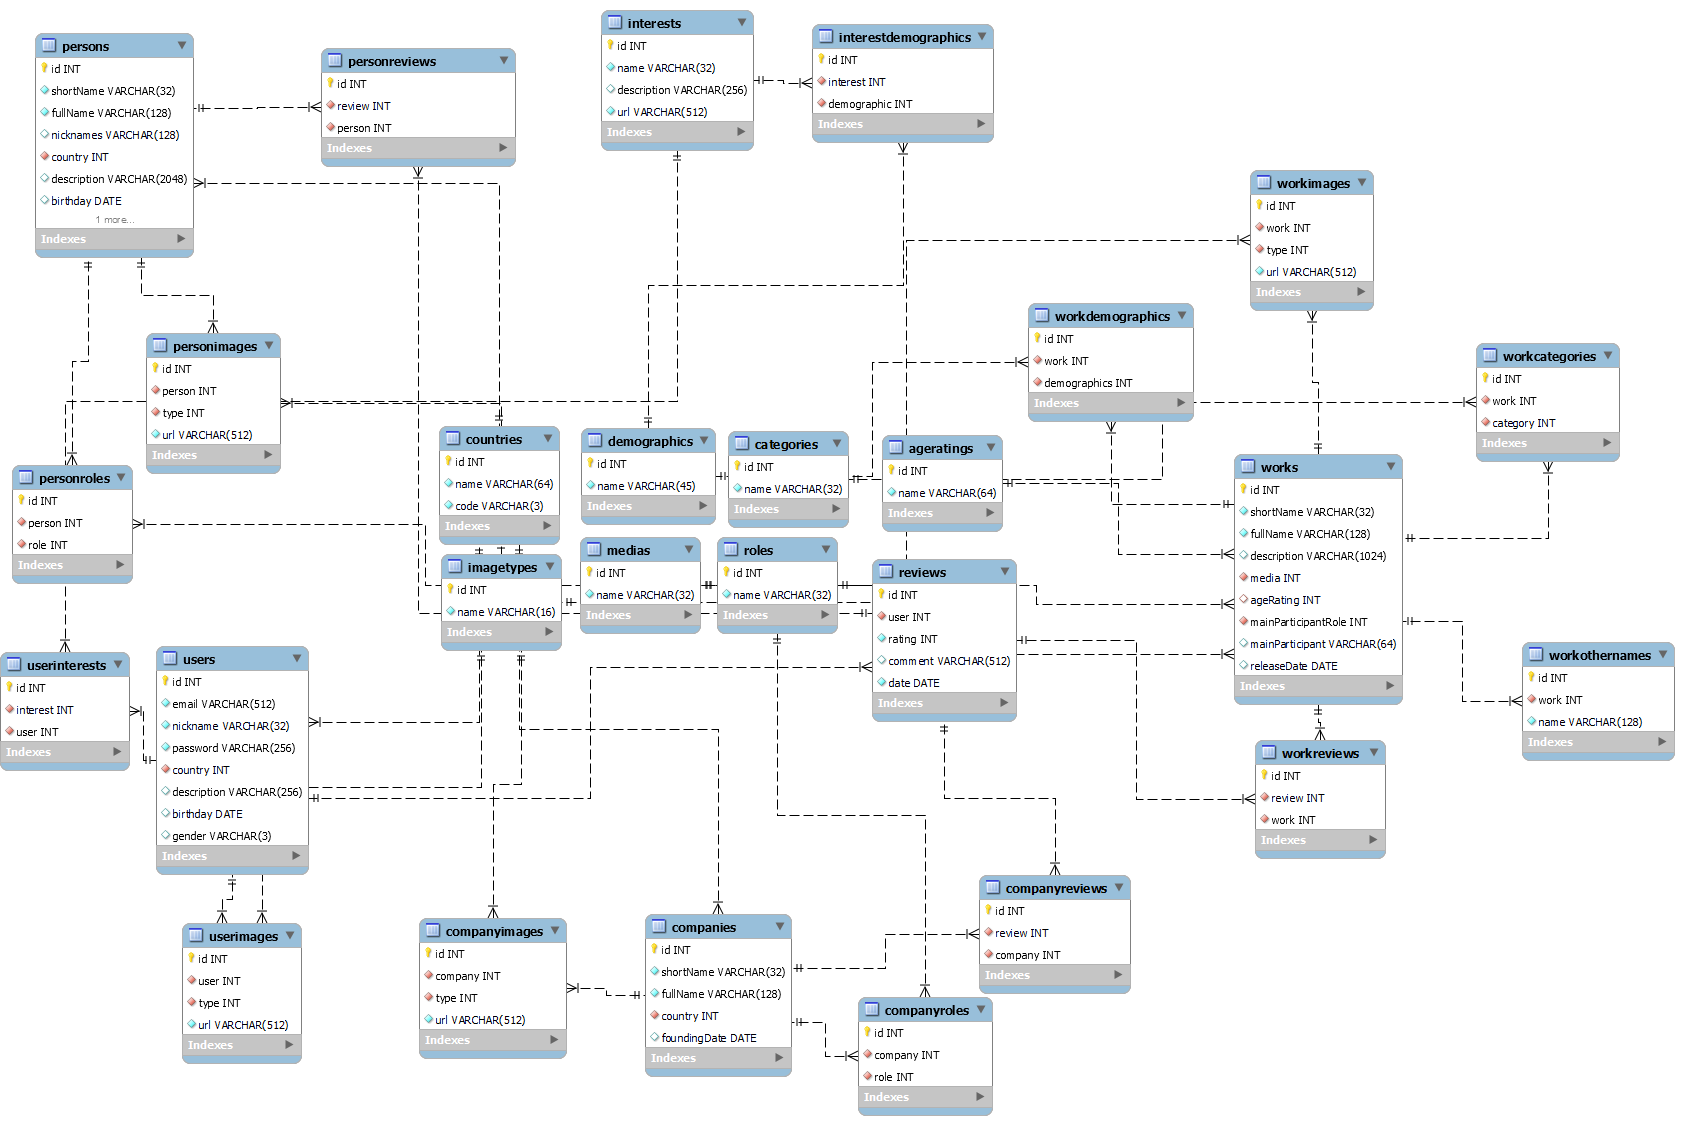 persons
id INT
shortName VARCHAR(32)
fullName VARCHAR(128)
nicknames VARCHAR(128)
country INT
description VARCHAR(2048)
birthday DATE
1 more...
Indexes
personreviews
id INT
review INT
person INT
Indexes
interests
id INT
name VARCHAR(32)
description VARCHAR(256)
url VARCHAR(512)
Indexes
interestdemographics
id INT
interest INT
demographic INT
Indexes
workimages
id INT
work INT
type INT
url VARCHAR(512)
Indexes
personimages
id INT
person INT
type INT
url VARCHAR(512)
Indexes
workdemographics
id INT
work INT
demographics INT
Indexes
workcategories
id INT
work INT
category INT
Indexes
personroles
id INT
person INT
role INT
Indexes
countries
id INT
name VARCHAR(64)
code VARCHAR(3)
Indexes
demographics
id INT
name VARCHAR(45)
Indexes
categories
id INT
name VARCHAR(32)
Indexes
ageratings
id INT
name VARCHAR(64)
Indexes
works
id INT
shortName VARCHAR(32)
fullName VARCHAR(128)
description VARCHAR(1024)
media INT
ageRating INT
mainParticipantRole INT
mainParticipant VARCHAR(64)
releaseDate DATE
Indexes
imagetypes
id INT
name VARCHAR(16)
Indexes
medias
id INT
name VARCHAR(32)
Indexes
roles
id INT
name VARCHAR(32)
Indexes
reviews
id INT
user INT
rating INT
comment VARCHAR(512)
date DATE
Indexes
userinterests
id INT
interest INT
user INT
Indexes
users
id INT
email VARCHAR(512)
nickname VARCHAR(32)
password VARCHAR(256)
country INT
description VARCHAR(256)
birthday DATE
gender VARCHAR(3)
Indexes
workothernames
id INT
work INT
name VARCHAR(128)
Indexes
workreviews
id INT
review INT
work INT
Indexes
companyreviews
id INT
review INT
company INT
Indexes
userimages
id INT
user INT
type INT
url VARCHAR(512)
Indexes
companyimages
id INT
company INT
type INT
url VARCHAR(512)
Indexes
companies
id INT
shortName VARCHAR(32)
fullName VARCHAR(128)
country INT
foundingDate DATE
Indexes
companyroles
id INT
company INT
role INT
Indexes